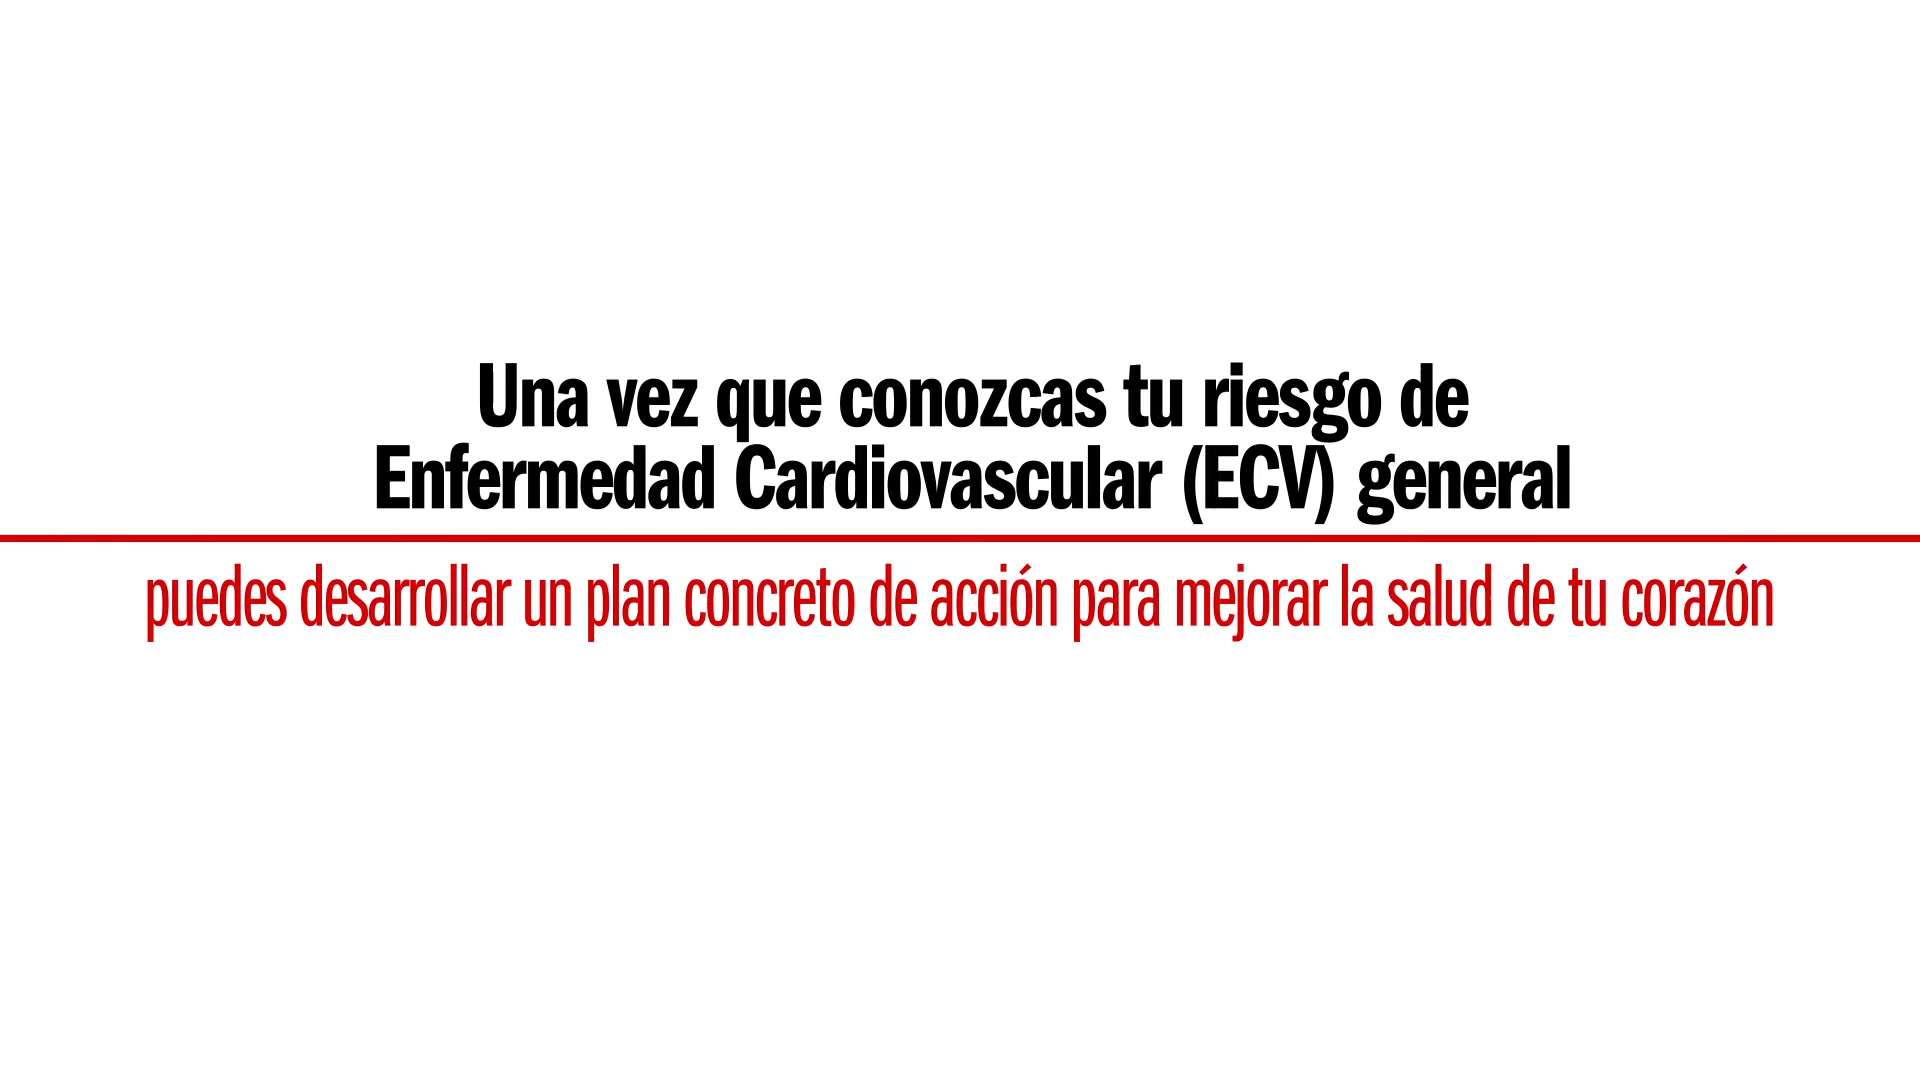 Una vez que conozcas tu riesgo de
Enfermedad Cardiovascular (ECV) general
puedes desarrollar un plan concreto de acción para mejorar la salud de tu corazón